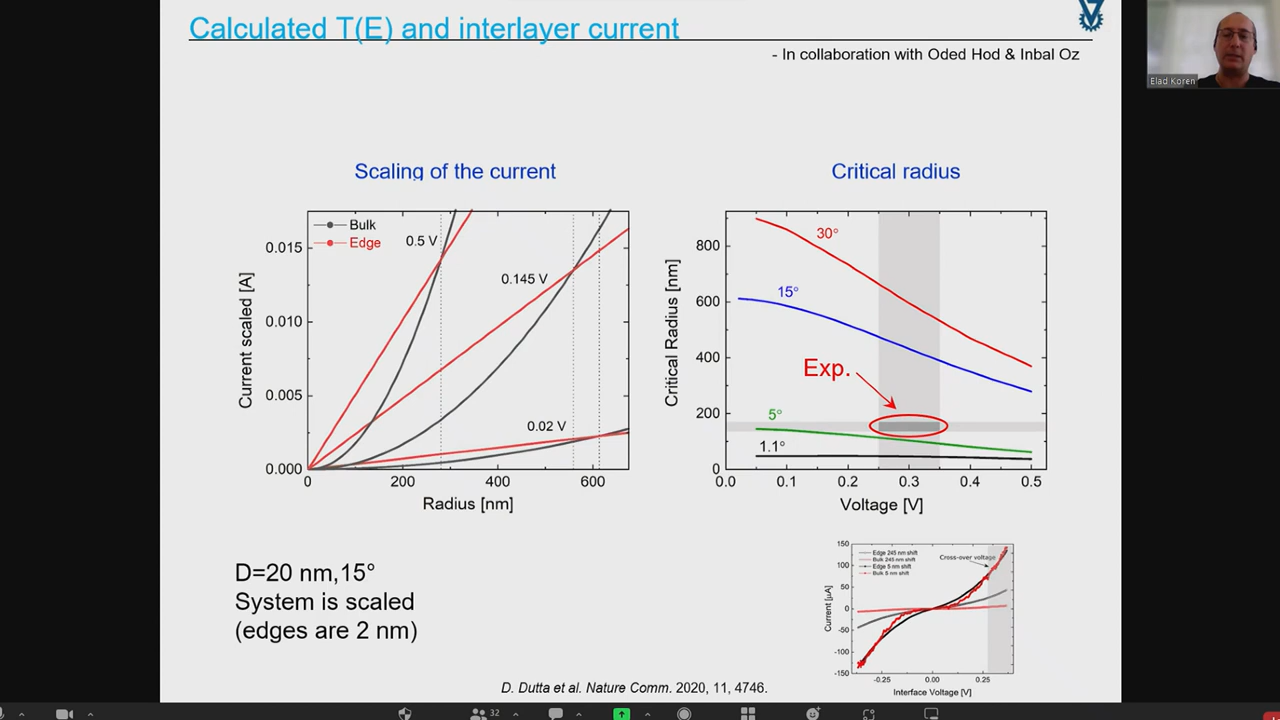 Calculated T(E) and interlayer current
- In collaboration with Oded Hod & Inbal Oz
Elad Koren
Scaling of the current
Bulk
Edge
0.5 V
0.145 V
0.02 V
0.015
0.010
0.005
0.000
Current scaled [A]
0
200
400
600
Radius [nm]
Critical radius
30°
15°
Exp.
5°
1.1°
800
600
400
200
0
Critical Radius [nm]
0.0
0.1
0.2
0.3
0.4
0.5
Voltage [V]
D=20 nm,15°
System is scaled
(edges are 2 nm)
Edge 245 nm shift
Bulk 245 nm shift
Edge 5 nm shift
Bulk 5 nm shift
Cross-over voltage
150
100
50
0
-50
-100
-150
Current [µA]
-0.25
0.00
0.25
Interface Voltage [V]
D. Dutta et al. Nature Comm. 2020, 11, 4746.
32